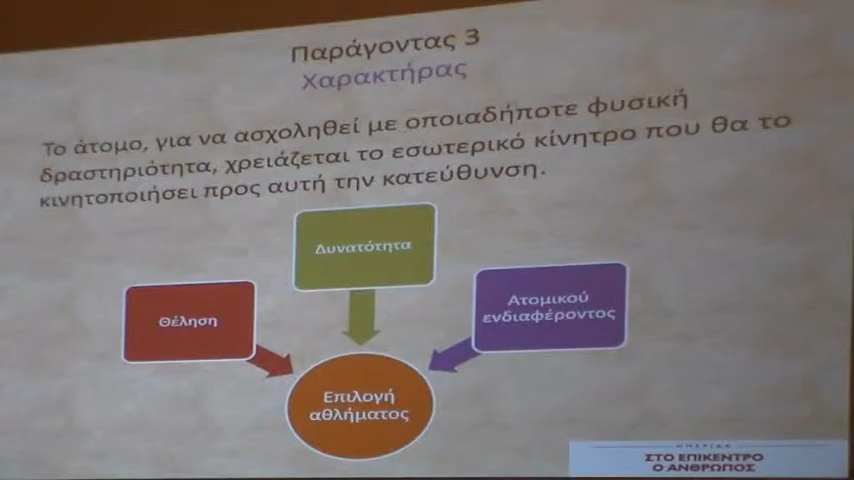 Παράγοντας 3
Χαρακτήρας
Το άτομο, για να ασχοληθεί με οποιαδήποτε φυσική
δραστηριότητα, χρειάζεται το εσωτερικό κίνητρο που θα το
κινητοποιήσει προς αυτή την κατεύθυνση.
Δυνατότητα
Θέληση
Ατομικού
ενδιαφέροντος
Επιλογή
αθλήματος
ΗΜΕΡΙΔΑ
ΣΤΟ ΕΠΙΚΕΝΤΡΟ
Ο ΑΝΘΡΩΠΟΣ